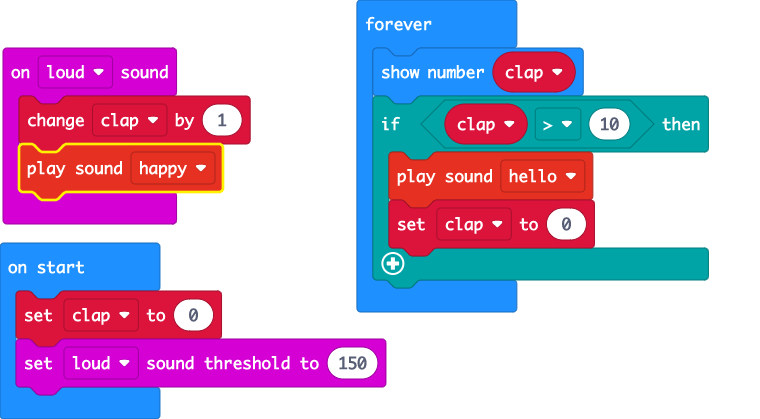 on loud sound
change clap by 1
play sound happy
on start
set clap to 0
set loud sound threshold to 150
forever
show number clap
if clap > 10 then
play sound hello
set clap to 0